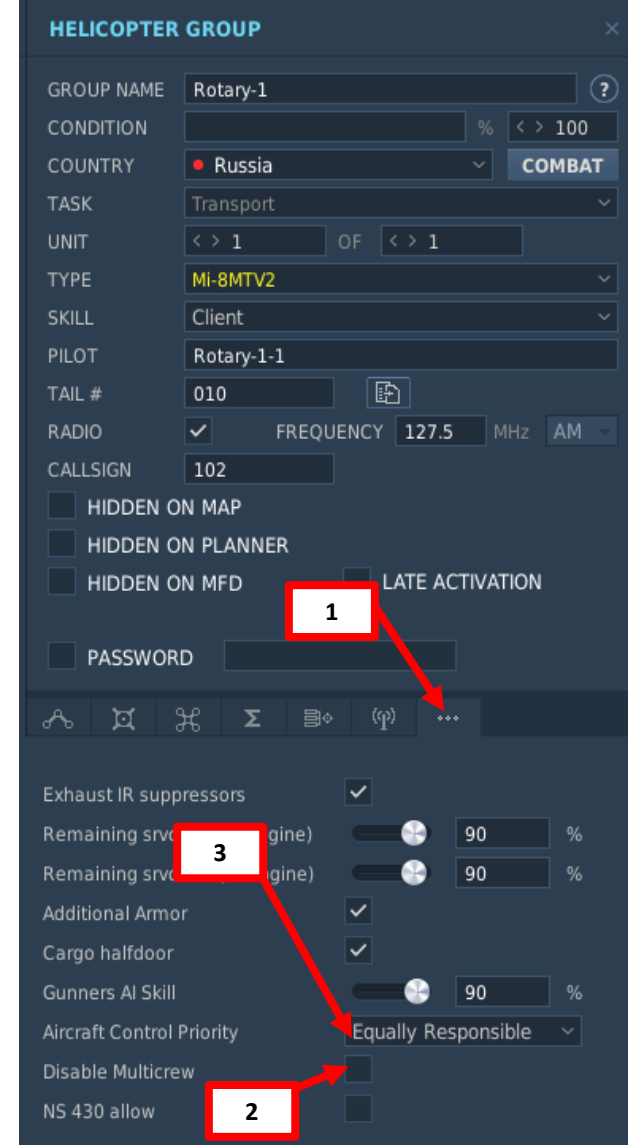 HELICOPTER GROUP ×
GROUP NAME Rotary-1 ?
CONDITION % < > 100
COUNTRY Russia COMBAT
TASK Transport
UNIT < > 1 OF < > 1
TYPE Mi-8MTV2
SKILL Client
PILOT Rotary-1-1
TAIL # 010
RADIO FREQUENCY 127.5 MHz AM
CALLSIGN 102
HIDDEN ON MAP
HIDDEN ON PLANNER
HIDDEN ON MFD LATE ACTIVATION
1
PASSWORD
Σ
Exhaust IR suppressors
Remaining 90 %
3
Remaining 90 %
Additional Armor
Cargo halfdoor
Gunners AI Skill 90 %
Aircraft Control Priority Equally Responsible
Disable Multicrew
NS 430 allow 2